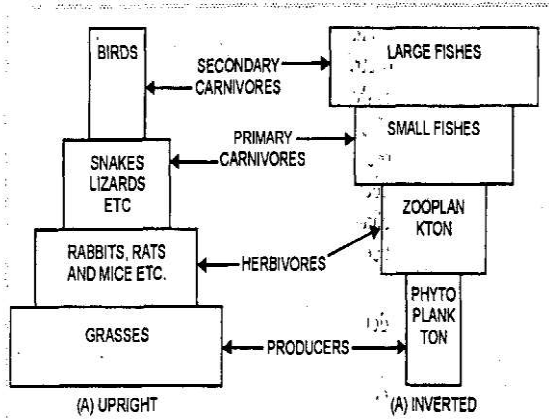 BIRDS
SECONDARY
CARNIVORES
LARGE FISHES
PRIMARY
CARNIVORES
SMALL FISHES
SNAKES
LIZARDS
ETC
ZOOPLAN
KTON
RABBITS, RATS
AND MICE ETC.
HERBIVORES
PHYTO
PLANK
TON
GRASSES
PRODUCERS
(A) UPRIGHT
(A) INVERTED